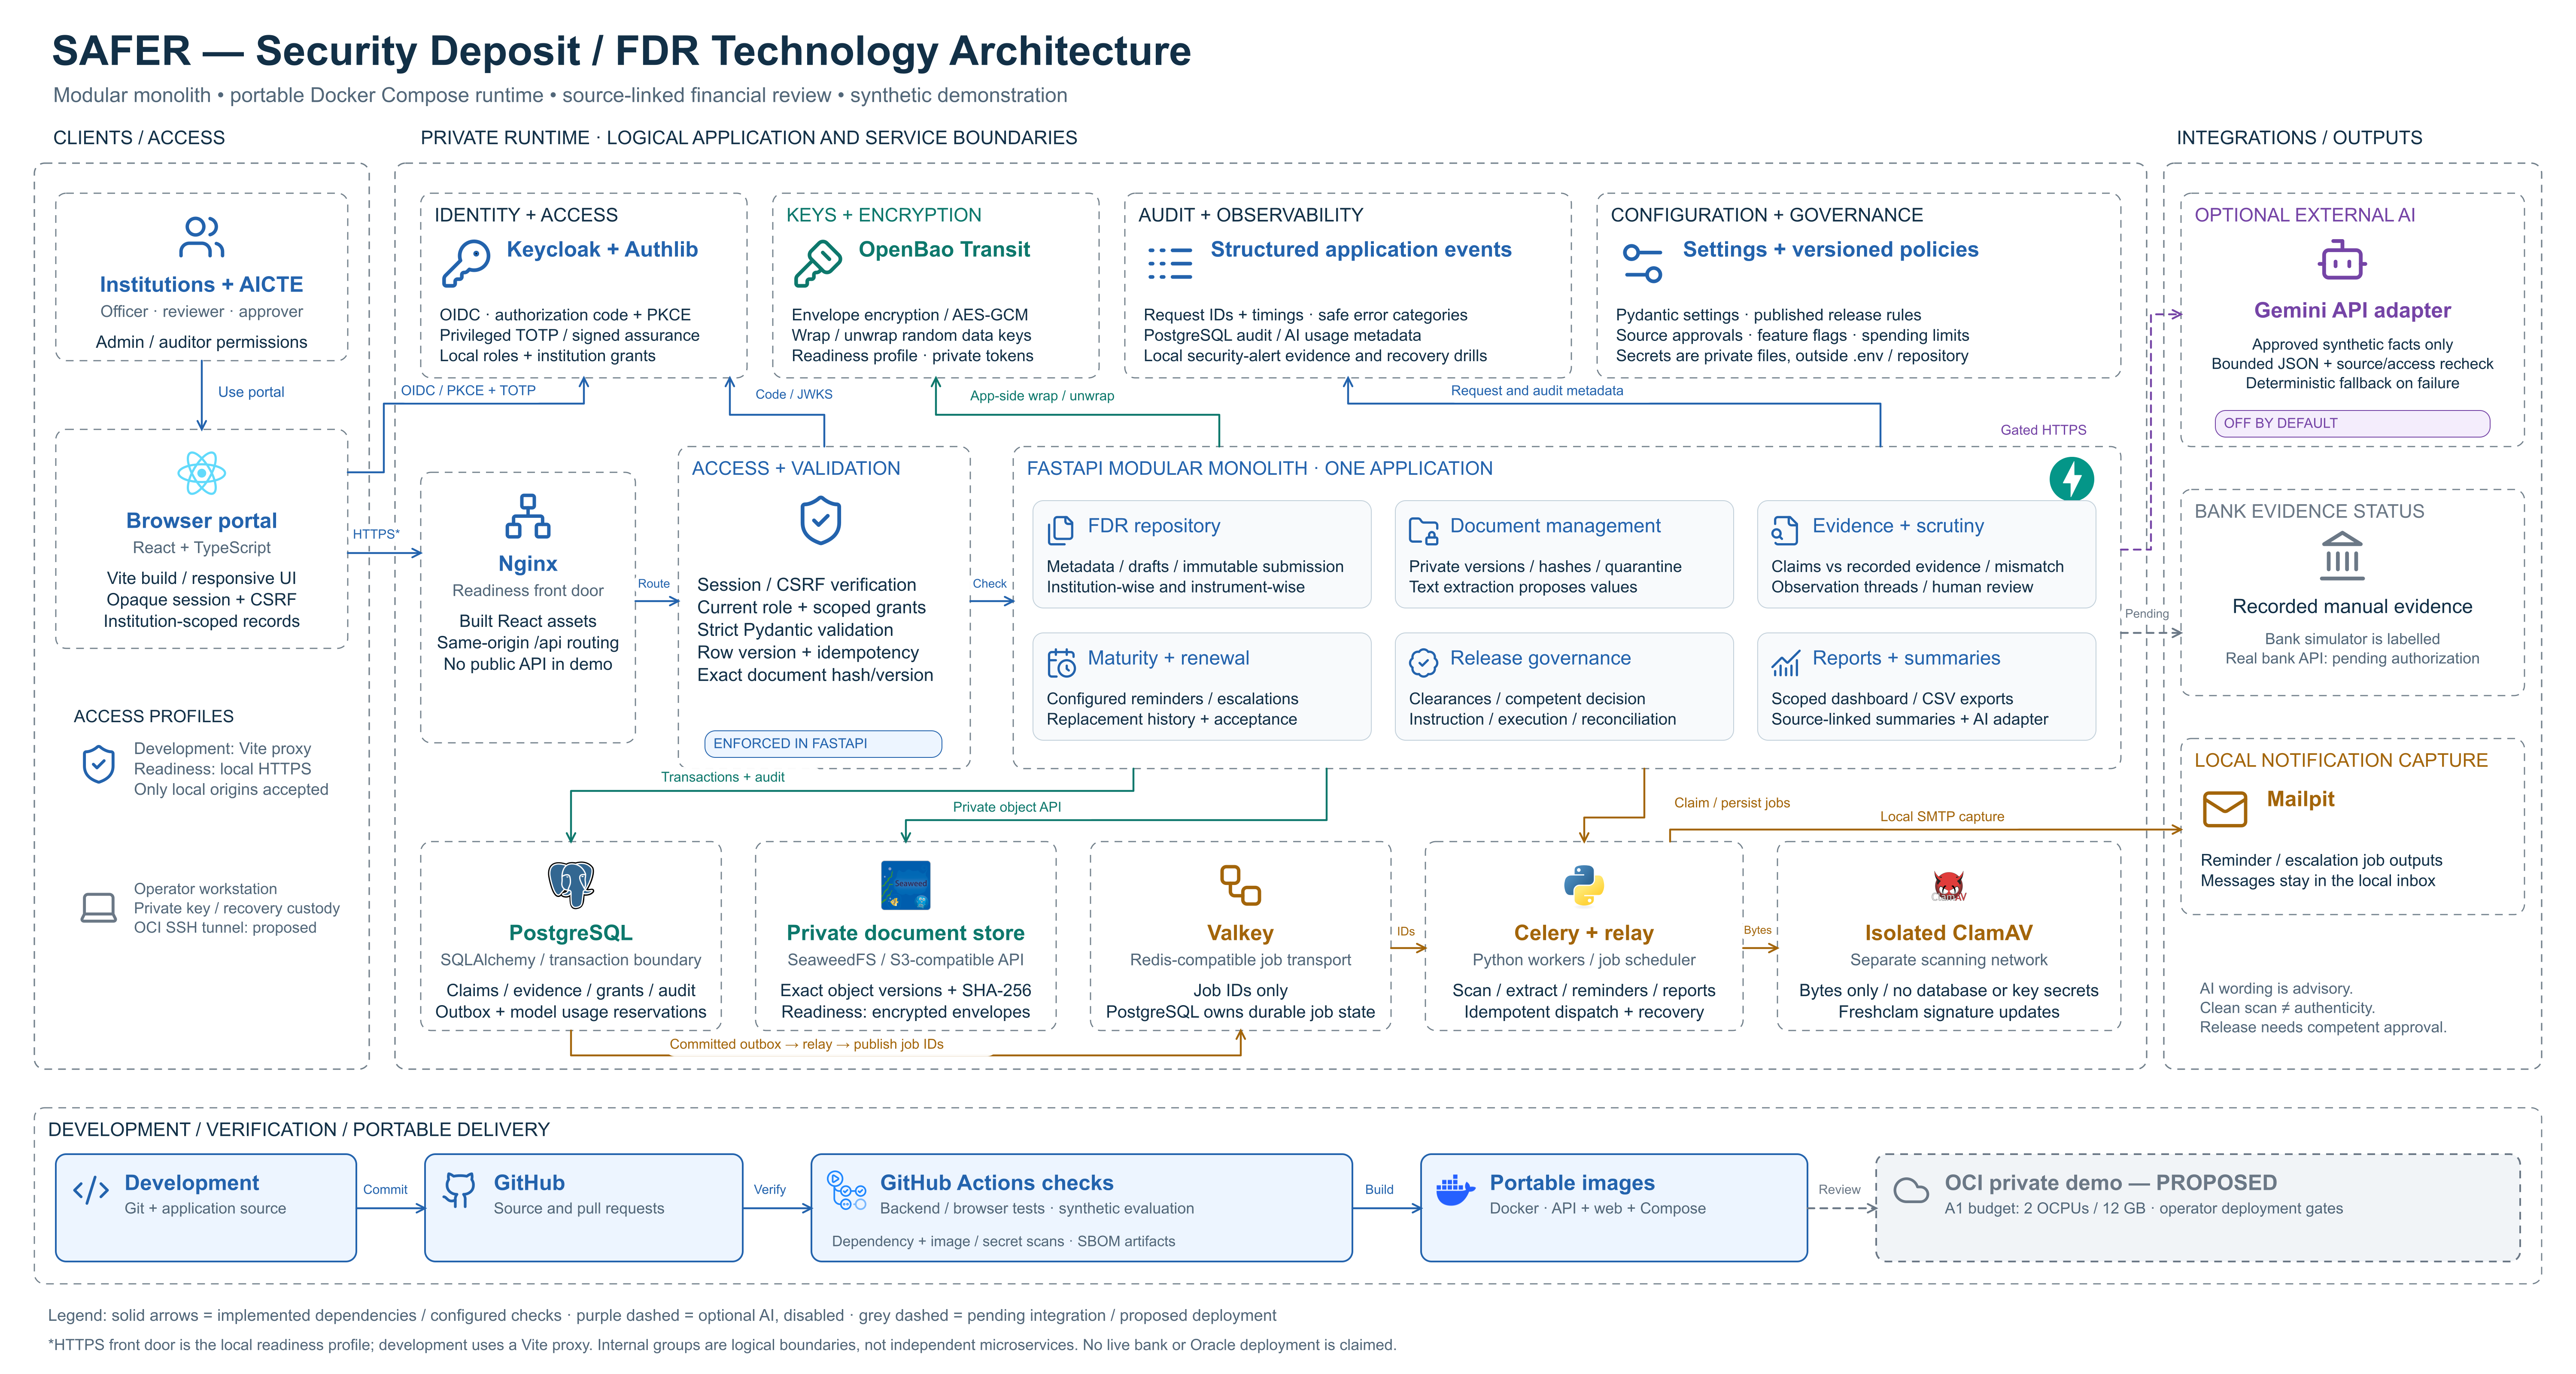 SAFER — Security Deposit / FDR Technology Architecture
Modular monolith • portable Docker Compose runtime • source-linked financial review • synthetic demonstration
CLIENTS / ACCESS
Institutions + AICTE
Officer · reviewer · approver
Admin / auditor permissions
Use portal
Browser portal
React + TypeScript
Vite build / responsive UI
Opaque session + CSRF
Institution-scoped records
ACCESS PROFILES
Development: Vite proxy
Readiness: local HTTPS
Only local origins accepted
Operator workstation
Private key / recovery custody
OCI SSH tunnel: proposed
PRIVATE RUNTIME · LOGICAL APPLICATION AND SERVICE BOUNDARIES
IDENTITY + ACCESS
Keycloak + Authlib
OIDC · authorization code + PKCE
Privileged TOTP / signed assurance
Local roles + institution grants
KEYS + ENCRYPTION
OpenBao Transit
Envelope encryption / AES-GCM
Wrap / unwrap random data keys
Readiness profile · private tokens
AUDIT + OBSERVABILITY
Structured application events
Request IDs + timings · safe error categories
PostgreSQL audit / AI usage metadata
Local security-alert evidence and recovery drills
CONFIGURATION + GOVERNANCE
Settings + versioned policies
Pydantic settings · published release rules
Source approvals · feature flags · spending limits
Secrets are private files, outside .env / repository
OIDC / PKCE + TOTP
Code / JWKS
App-side wrap / unwrap
Request and audit metadata
Gated HTTPS
HTTPS*
Nginx
Readiness front door
Built React assets
Same-origin /api routing
No public API in demo
Route
ACCESS + VALIDATION
Session / CSRF verification
Current role + scoped grants
Strict Pydantic validation
Row version + idempotency
Exact document hash/version
ENFORCED IN FASTAPI
Check
FASTAPI MODULAR MONOLITH · ONE APPLICATION
FDR repository
Metadata / drafts / immutable submission
Institution-wise and instrument-wise
Document management
Private versions / hashes / quarantine
Text extraction proposes values
Evidence + scrutiny
Claims vs recorded evidence / mismatch
Observation threads / human review
Maturity + renewal
Configured reminders / escalations
Replacement history + acceptance
Release governance
Clearances / competent decision
Instruction / execution / reconciliation
Reports + summaries
Scoped dashboard / CSV exports
Source-linked summaries + AI adapter
Pending
Transactions + audit
Private object API
Claim / persist jobs
Local SMTP capture
PostgreSQL
SQLAlchemy / transaction boundary
Claims / evidence / grants / audit
Outbox + model usage reservations
Seaweed
Private document store
SeaweedFS / S3-compatible API
Exact object versions + SHA-256
Readiness: encrypted envelopes
Valkey
Redis-compatible job transport
Job IDs only
PostgreSQL owns durable job state
IDs
Celery + relay
Python workers / job scheduler
Scan / extract / reminders / reports
Idempotent dispatch + recovery
Bytes
ClamAV
Isolated ClamAV
Separate scanning network
Bytes only / no database or key secrets
Freshclam signature updates
Committed outbox → relay → publish job IDs
INTEGRATIONS / OUTPUTS
OPTIONAL EXTERNAL AI
Gemini API adapter
Approved synthetic facts only
Bounded JSON + source/access recheck
Deterministic fallback on failure
OFF BY DEFAULT
BANK EVIDENCE STATUS
Recorded manual evidence
Bank simulator is labelled
Real bank API: pending authorization
LOCAL NOTIFICATION CAPTURE
Mailpit
Reminder / escalation job outputs
Messages stay in the local inbox
AI wording is advisory.
Clean scan ≠ authenticity.
Release needs competent approval.
DEVELOPMENT / VERIFICATION / PORTABLE DELIVERY
Development
Git + application source
Commit
GitHub
Source and pull requests
Verify
GitHub Actions checks
Backend / browser tests · synthetic evaluation
Dependency + image / secret scans · SBOM artifacts
Build
Portable images
Docker · API + web + Compose
Review
OCI private demo — PROPOSED
A1 budget: 2 OCPUs / 12 GB · operator deployment gates
Legend: solid arrows = implemented dependencies / configured checks · purple dashed = optional AI, disabled · grey dashed = pending integration / proposed deployment
*HTTPS front door is the local readiness profile; development uses a Vite proxy. Internal groups are logical boundaries, not independent microservices. No live bank or Oracle deployment is claimed.